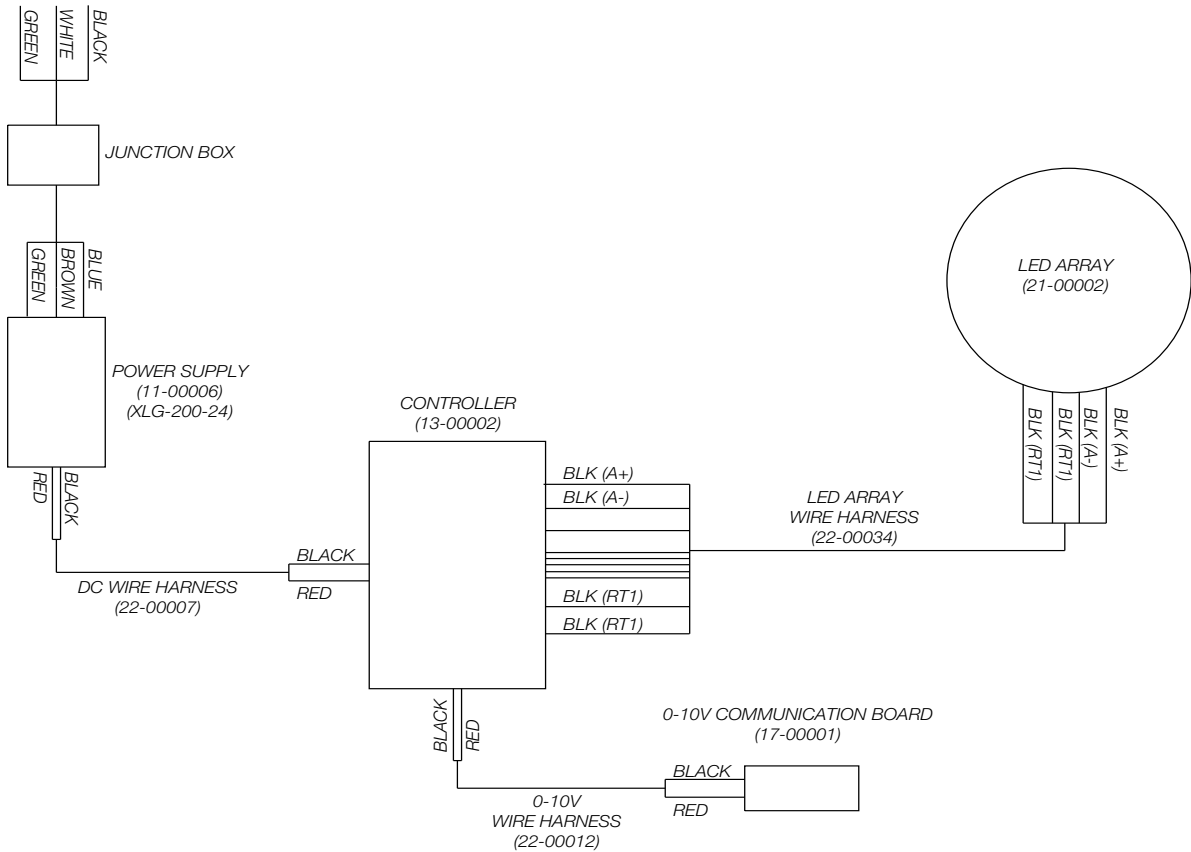 GREEN
WHITE
BLACK
JUNCTION BOX
GREEN
BROWN
BLUE
POWER SUPPLY
(11-00006)
(XLG-200-24)
RED
BLACK
DC WIRE HARNESS
(22-00007)
BLACK
RED
CONTROLLER
(13-00002)
BLK (A+)
BLK (A-)
BLK (RT1)
BLK (RT1)
LED ARRAY
WIRE HARNESS
(22-00034)
LED ARRAY
(21-00002)
BLK (RT1)
BLK (RT1)
BLK (A-)
BLK (A+)
BLACK
RED
0-10V
WIRE HARNESS
(22-00012)
0-10V COMMUNICATION BOARD
(17-00001)
BLACK
RED